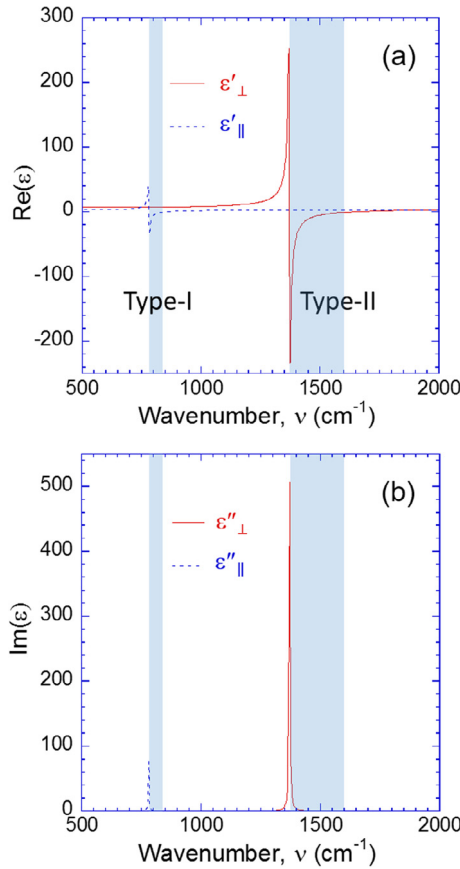 (a)
300
200
100
0
-100
-200
Re(ε)
ε′⊥
ε′∥
Type-I
Type-II
500
1000
1500
2000
Wavenumber, ν (cm⁻¹)
(b)
500
400
300
200
100
0
Im(ε)
ε″⊥
ε″∥
500
1000
1500
2000
Wavenumber, ν (cm⁻¹)